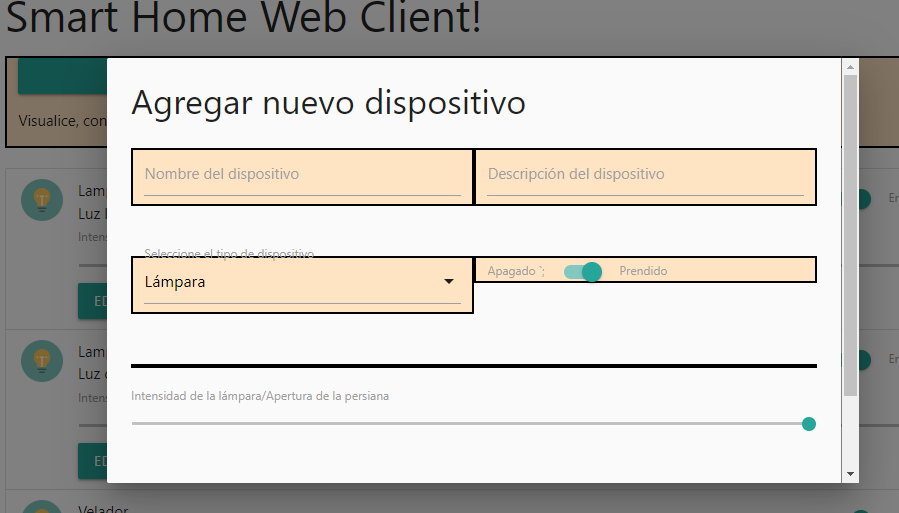 Smart Home Web Client!
Visualice, con
Agregar nuevo dispositivo
Nombre del dispositivo
Descripción del dispositivo
Seleccione el tipo de dispositivo
Lámpara
Apagado `; Prendido
Intensidad de la lámpara/Apertura de la persiana
Lam
Luz
Intens
ED
Lam
Luz
Intens
ED
Velador